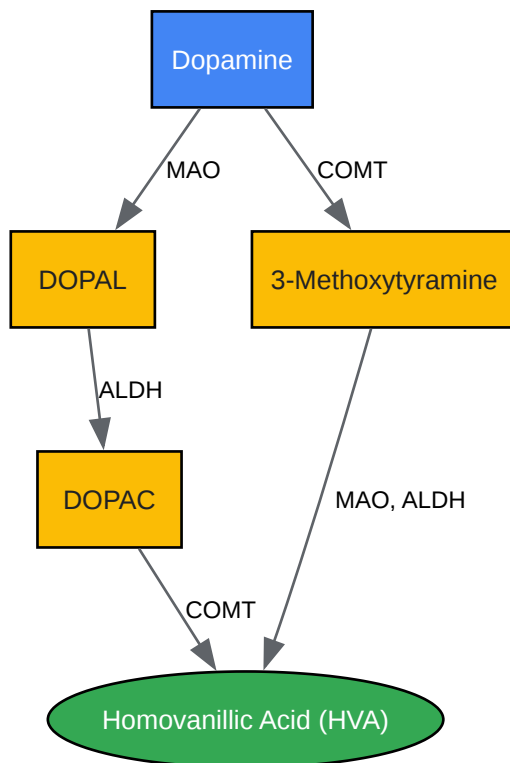 Dopamine
MAO
COMT
DOPAL
3-Methoxytyramine
ALDH
DOPAC
MAO, ALDH
COMT
Homovanillic Acid (HVA)